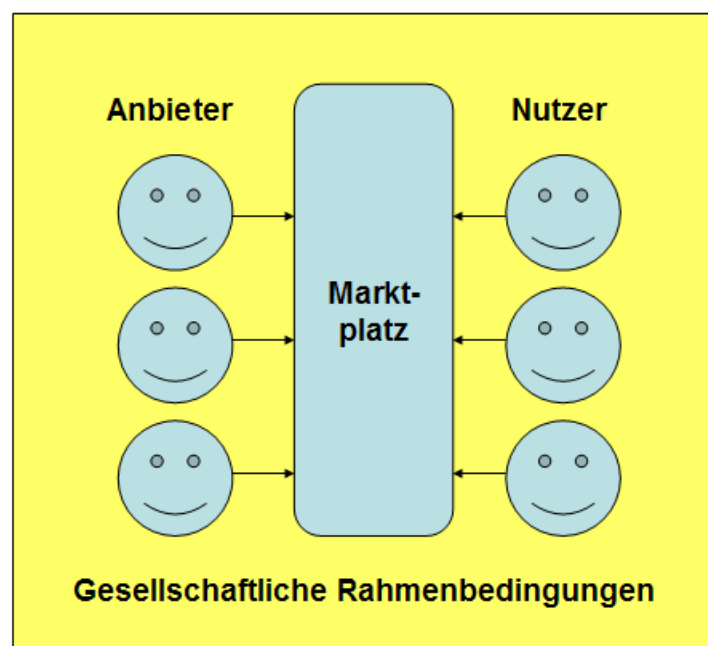 Anbieter
Nutzer
Markt-
platz
Gesellschaftliche Rahmenbedingungen